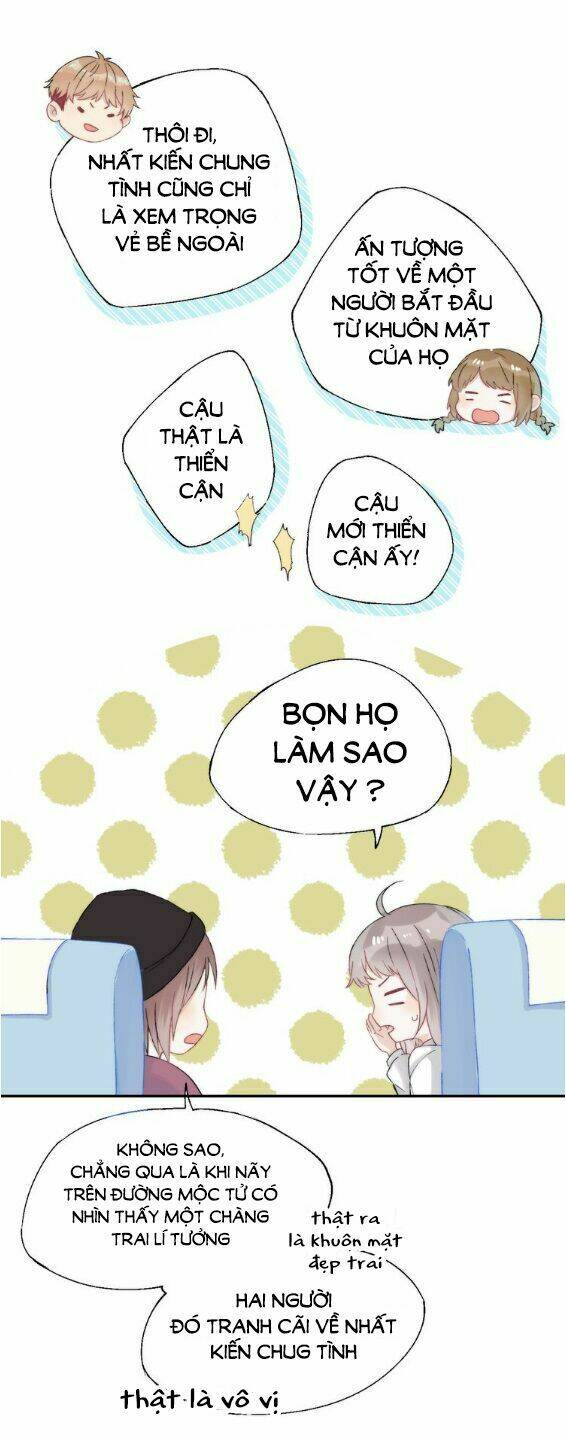 THÔI ĐI,
NHẤT KIẾN CHUNG
TÌNH CŨNG CHỈ
LÀ XEM TRỌNG
VẺ BỀ NGOÀI
ẤN TƯỢNG
TỐT VỀ MỘT
NGƯỜI BẮT ĐẦU
TỪ KHUÔN MẶT
CỦA HỌ
CẬU
THẬT LÀ
THIỂN
CẬN
CẬU
MỚI THIỂN
CẬN ẤY!
BỌN HỌ
LÀM SAO
VẬY ?
KHÔNG SAO,
CHẲNG QUA LÀ KHI NÃY
TRÊN ĐƯỜNG MỘC TỬ CÓ
NHÌN THẤY MỘT CHÀNG
TRAI LÍ TƯỞNG
thật ra
là khuôn mặt
đẹp trai
HAI NGƯỜI
ĐÓ TRANH CÃI VỀ NHẤT
KIẾN CHUG TÌNH
thật là vô vị